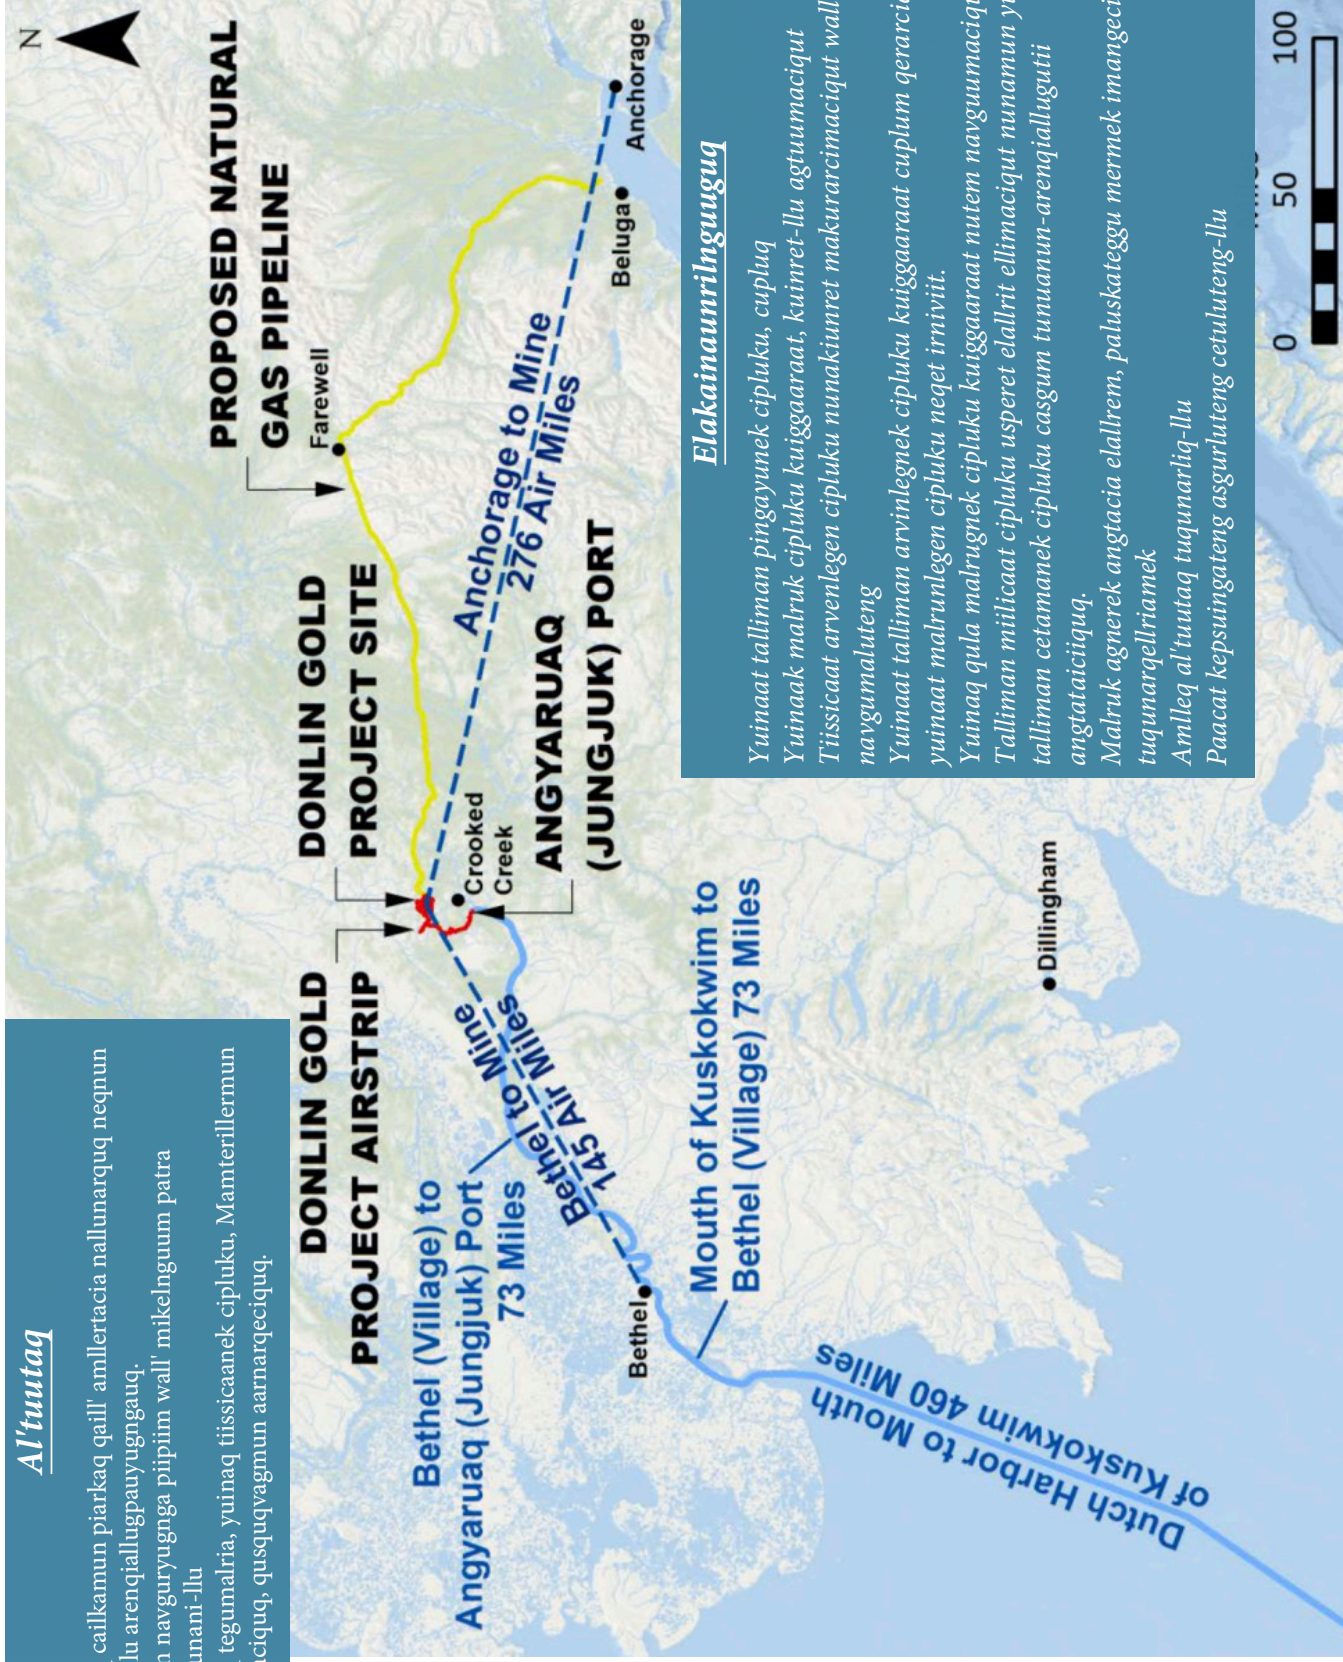 N
PROPOSED NATURAL
GAS PIPELINE
Farewell
DONLIN GOLD
PROJECT SITE
DONLIN GOLD
PROJECT AIRSTRIP
Crooked
Creek
ANGYARUAQ
(JUNGJUK) PORT
Anchorage to Mine
276 Air Miles
Anchorage
Beluga
Bethel to Mine
145 Air Miles
Bethel (Village) to
Angyaruaq (Jungjuk) Port
73 Miles
Bethel
Mouth of Kuskokwim to
Bethel (Village) 73 Miles
Dutch Harbor to Mouth
of Kuskokwim 460 Miles
Dillingham
Al'tuutaq
cailkamun piarkaq qaill' amllertacia nallunarquq neqnun
lu arenqiallugpauyugngauq.
navguryugnga piipiim wall' mikelnguum patra
unani-llu
tegumalria, yuinaq tiissicaanek cipluku, Mamterillermun
ciquq, qusquqvagmun aarnarqeciquq.
Elakainaunrilnguuguq
Yuinaat talliman pingayunek cipluku, cupluq
Yuinaak malruk cipluku kuiggaaraat, kuinret-llu agtuumaciqut
Tiissicaat arvenlegen cipluku nunakiunret makurarcimaciqut wall
navgumaluteng
Yuinaat talliman arvinlegnek cipluku kuiggaaraat cuplum qerarcic
yuinaat malrunlegen cipluku neqet irniviit.
Yuinaq qula malrugnek cipluku kuiggaaraat nutem navguumaciqu
Talliman miilicaat cipluku usperet elallrit ellimaciqut nunamun y
talliman cetamanek cipluku casgum tunuanun-arenqiallugutii
angtataiciiquq.
Malruk agnerek angtacia elallrem, paluskateggu mermek imangeci
tuqunarqellriamek
Amlleq al'tuutaq tuqunarliq-llu
Paacat kepsuingateng asgurluteng cetuluteng-llu
0 50 100